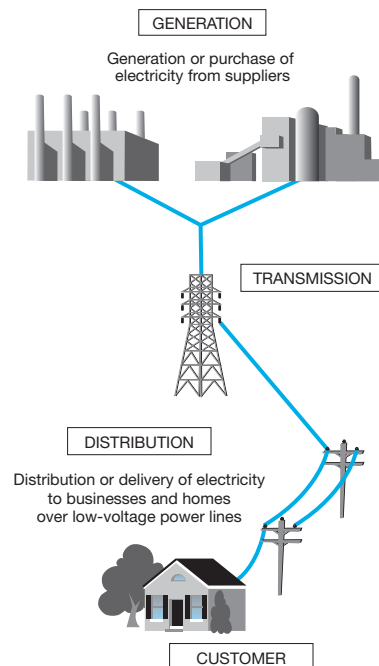 GENERATION
Generation or purchase of
electricity from suppliers
TRANSMISSION
DISTRIBUTION
Distribution or delivery of electricity
to businesses and homes
over low-voltage power lines
CUSTOMER